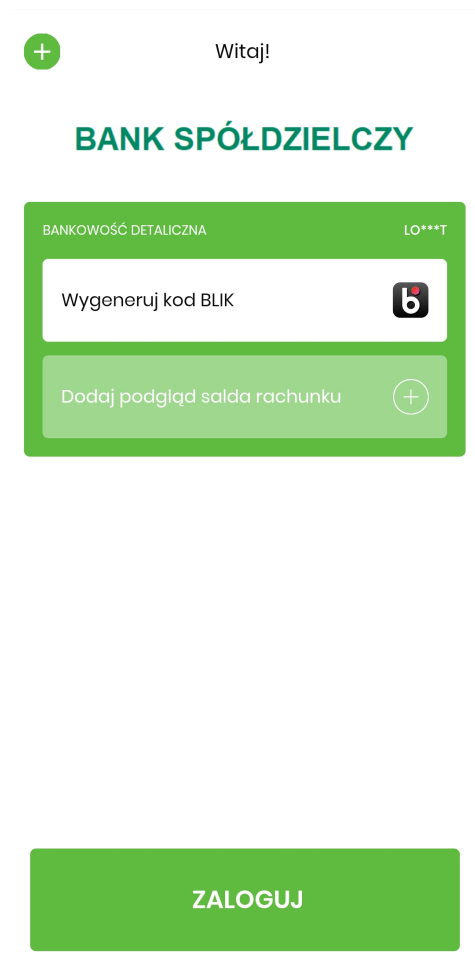 Witaj!
BANK SPÓŁDZIELCZY
BANKOWOŚĆ DETALICZNA LO***T
Wygeneruj kod BLIK
Dodaj podgląd salda rachunku
ZALOGUJ